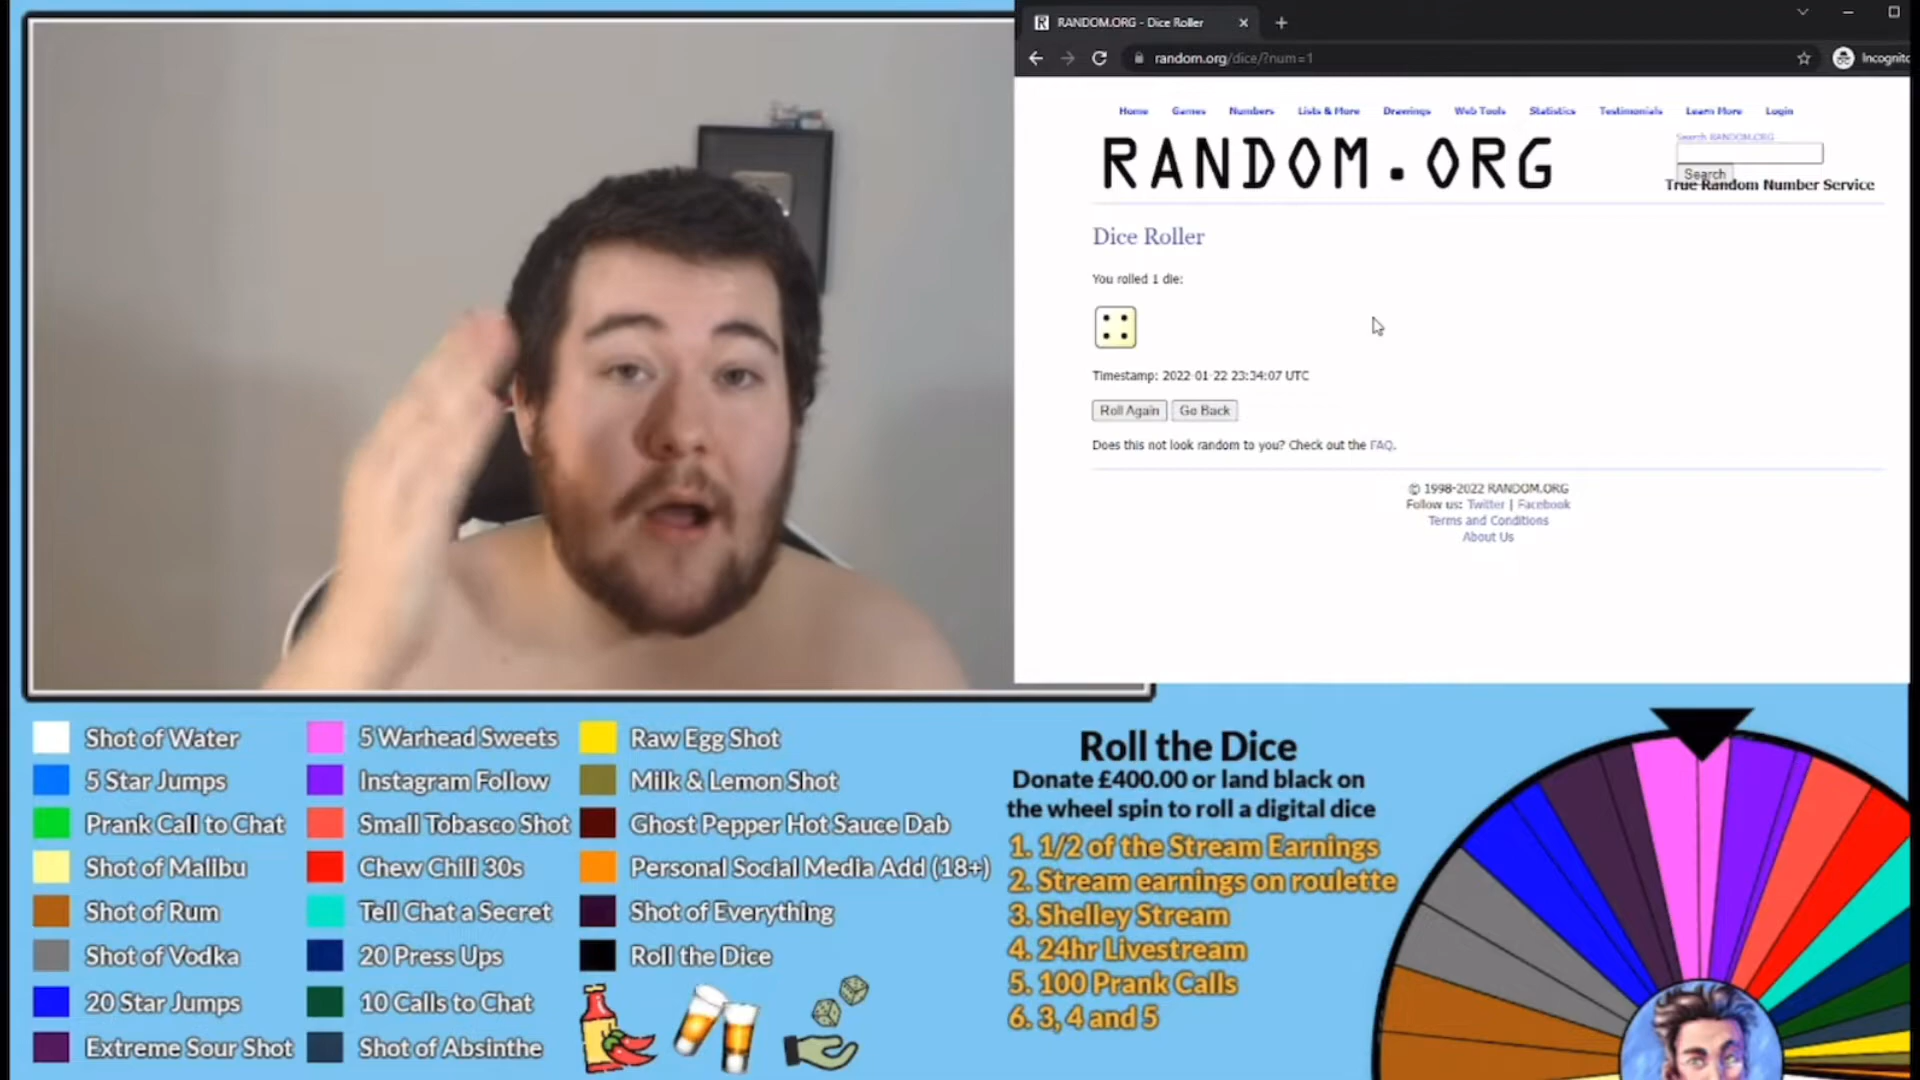 RANDOM.ORG - Dice Roller
random.org/dice/?num=1
Incognito
Home Games Numbers Lists & More Drawings Web Tools Statistics Testimonials Learn More Login
RANDOM.ORG
Search RANDOM.ORG
Search
True Random Number Service
Dice Roller
You rolled 1 die:
Timestamp: 2022-01-22 23:34:07 UTC
Roll Again Go Back
Does this not look random to you? Check out the FAQ.
© 1998-2022 RANDOM.ORG
Follow us: Twitter | Facebook
Terms and Conditions
About Us
Shot of Water
5 Star Jumps
Prank Call to Chat
Shot of Malibu
Shot of Rum
Shot of Vodka
20 Star Jumps
Extreme Sour Shot
5 Warhead Sweets
Instagram Follow
Small Tobasco Shot
Chew Chili 30s
Tell Chat a Secret
20 Press Ups
10 Calls to Chat
Shot of Absinthe
Raw Egg Shot
Milk & Lemon Shot
Ghost Pepper Hot Sauce Dab
Personal Social Media Add (18+)
Shot of Everything
Roll the Dice
Roll the Dice
Donate £400.00 or land black on
the wheel spin to roll a digital dice
1. 1/2 of the Stream Earnings
2. Stream earnings on roulette
3. Shelley Stream
4. 24hr Livestream
5. 100 Prank Calls
6. 3, 4 and 5